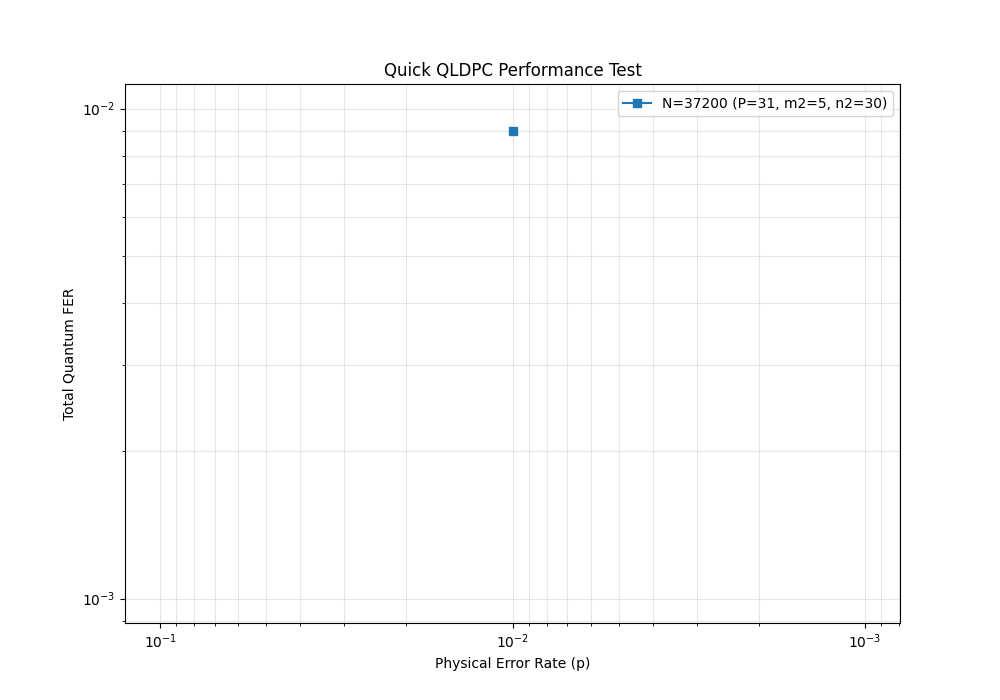 Quick QLDPC Performance Test
N=37200 (P=31, m2=5, n2=30)
10⁻²
10⁻³
Total Quantum FER
10⁻¹ 10⁻² 10⁻³
Physical Error Rate (p)